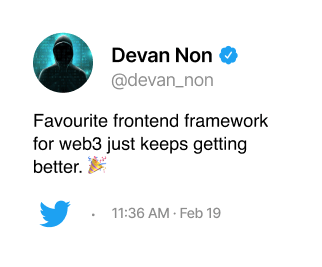 Devan Non
@devan_non
Favourite frontend framework
for web3 just keeps getting
better. 🎉
· 11:36 AM · Feb 19